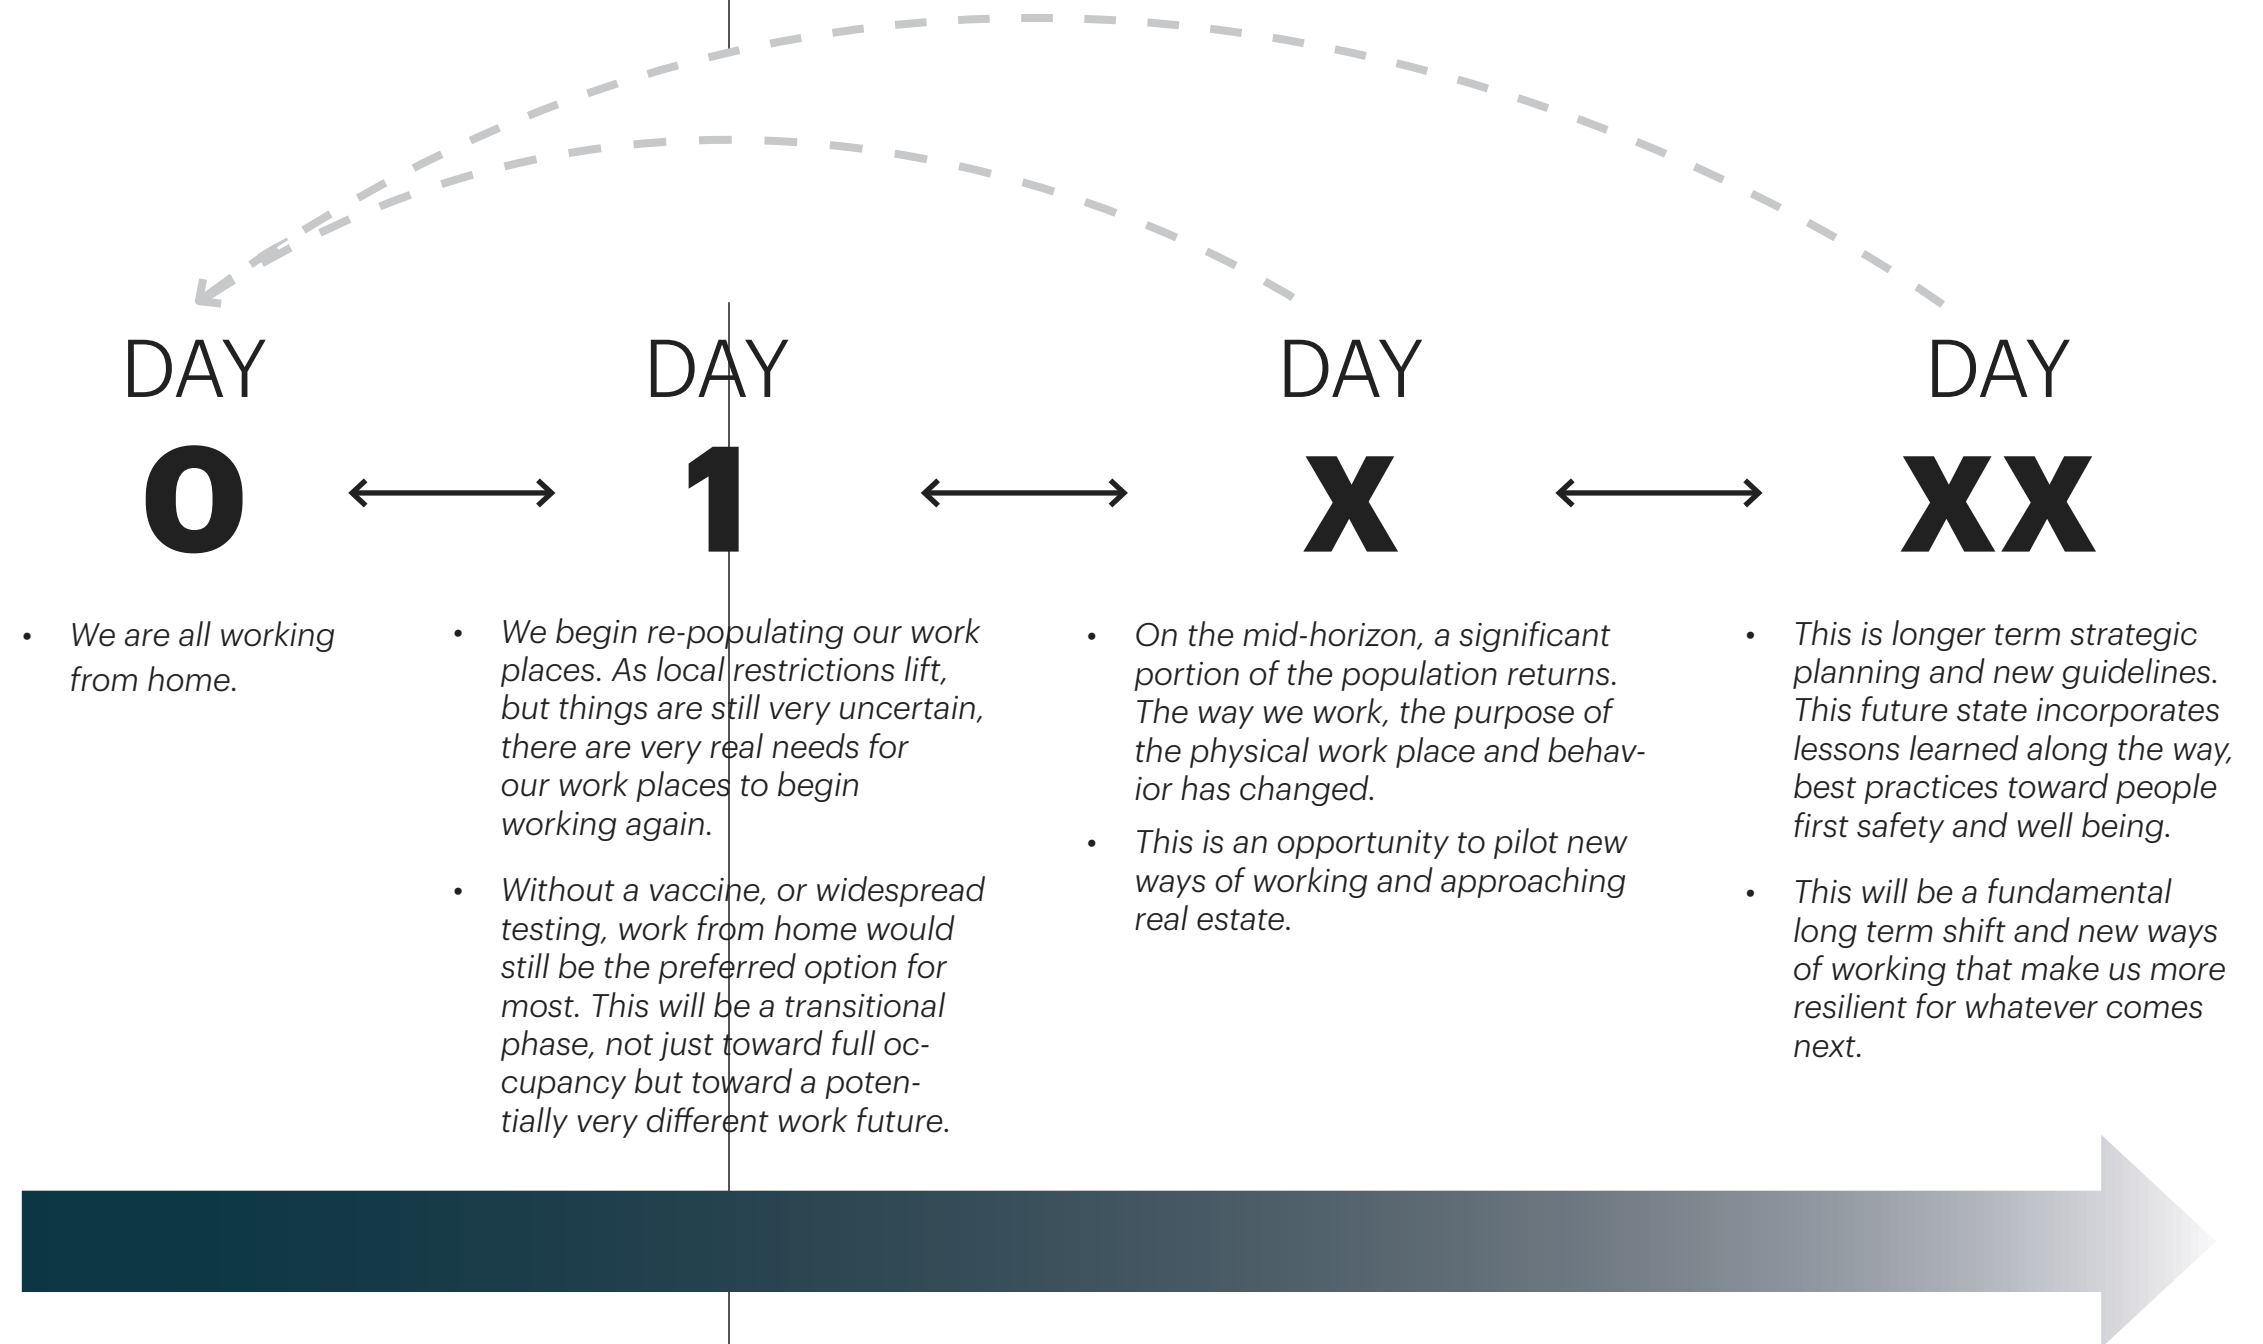 DAY
0
• We are all working
from home.
DAY
1
• We begin re-populating our work
places. As local restrictions lift,
but things are still very uncertain,
there are very real needs for
our work places to begin
working again.
• Without a vaccine, or widespread
testing, work from home would
still be the preferred option for
most. This will be a transitional
phase, not just toward full oc-
cupancy but toward a poten-
tially very different work future.
DAY
X
• On the mid-horizon, a significant
portion of the population returns.
The way we work, the purpose of
the physical work place and behav-
ior has changed.
• This is an opportunity to pilot new
ways of working and approaching
real estate.
DAY
XX
• This is longer term strategic
planning and new guidelines.
This future state incorporates
lessons learned along the way,
best practices toward people
first safety and well being.
• This will be a fundamental
long term shift and new ways
of working that make us more
resilient for whatever comes
next.